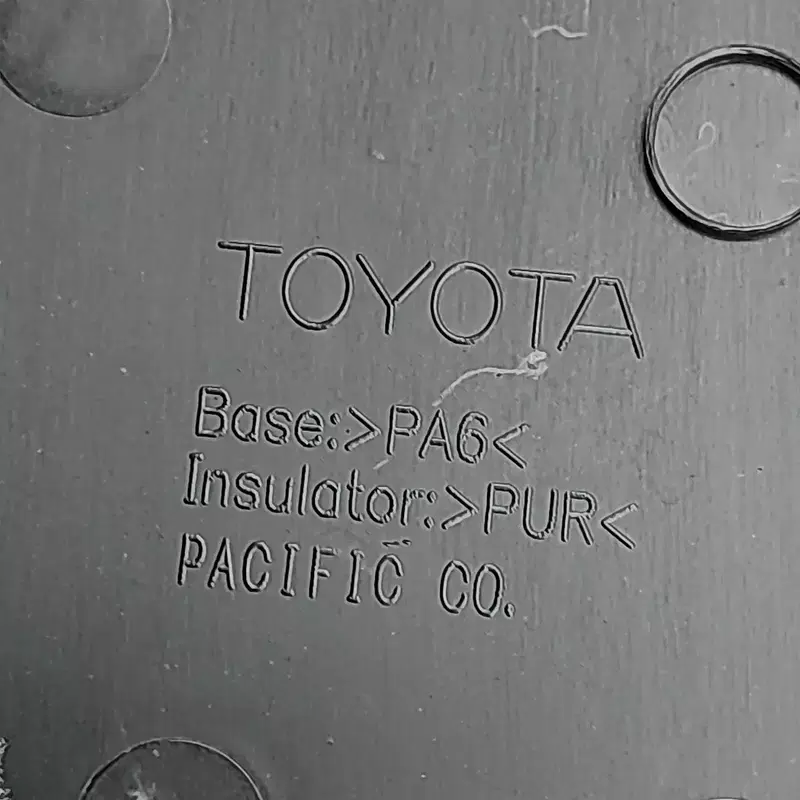 TOYOTA
Base:>PA6<
Insulator:>PUR<
PACIFIC CO.